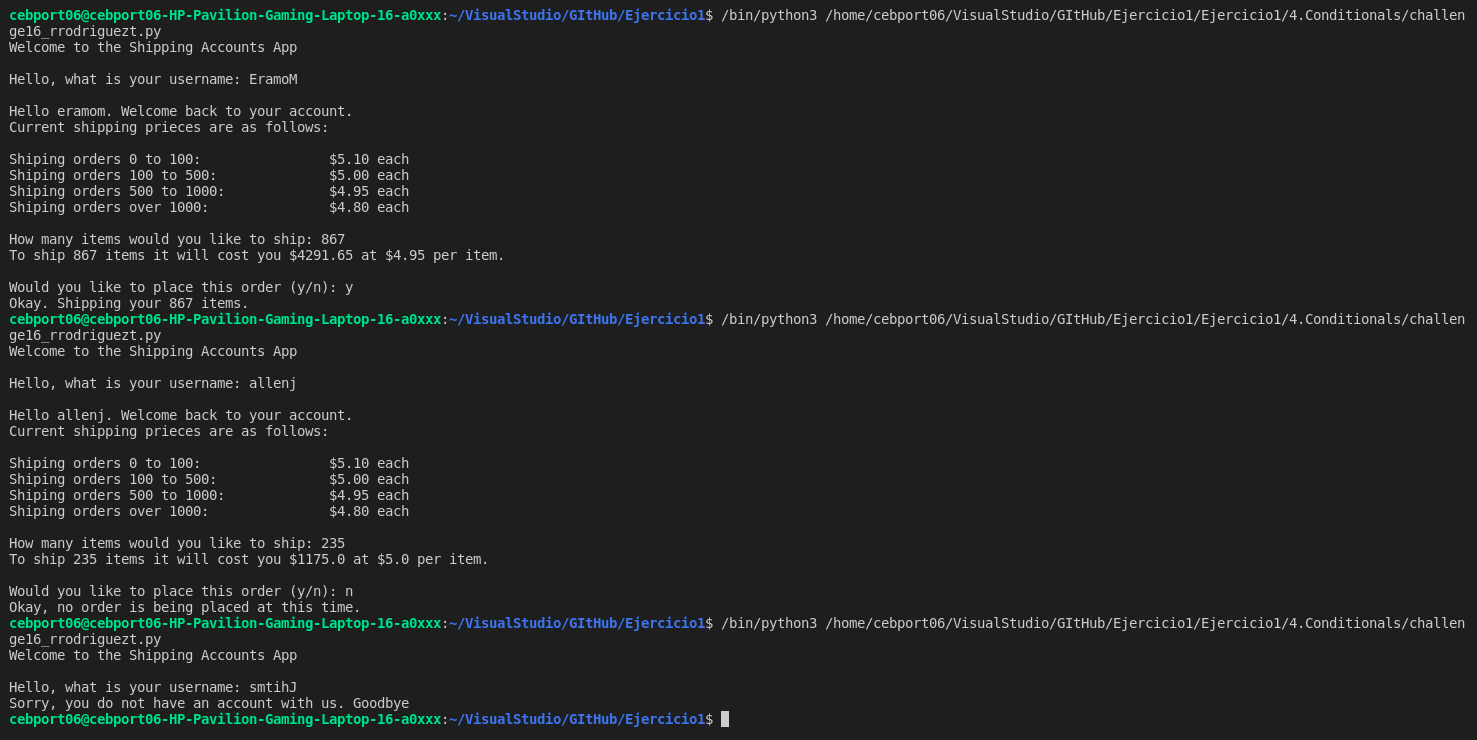 cebport06@cebport06-HP-Pavilion-Gaming-Laptop-16-a0xxx:~/VisualStudio/GItHub/Ejercicio1$ /bin/python3 /home/cebport06/VisualStudio/GItHub/Ejercicio1/Ejercicio1/4.Conditionals/challen
ge16_rrodriguezt.py
Welcome to the Shipping Accounts App

Hello, what is your username: EramoM

Hello eramom. Welcome back to your account.
Current shipping prieces are as follows:

Shiping orders 0 to 100:                $5.10 each
Shiping orders 100 to 500:              $5.00 each
Shiping orders 500 to 1000:             $4.95 each
Shiping orders over 1000:               $4.80 each

How many items would you like to ship: 867
To ship 867 items it will cost you $4291.65 at $4.95 per item.

Would you like to place this order (y/n): y
Okay. Shipping your 867 items.
cebport06@cebport06-HP-Pavilion-Gaming-Laptop-16-a0xxx:~/VisualStudio/GItHub/Ejercicio1$ /bin/python3 /home/cebport06/VisualStudio/GItHub/Ejercicio1/Ejercicio1/4.Conditionals/challen
ge16_rrodriguezt.py
Welcome to the Shipping Accounts App

Hello, what is your username: allenj

Hello allenj. Welcome back to your account.
Current shipping prieces are as follows:

Shiping orders 0 to 100:                $5.10 each
Shiping orders 100 to 500:              $5.00 each
Shiping orders 500 to 1000:             $4.95 each
Shiping orders over 1000:               $4.80 each

How many items would you like to ship: 235
To ship 235 items it will cost you $1175.0 at $5.0 per item.

Would you like to place this order (y/n): n
Okay, no order is being placed at this time.
cebport06@cebport06-HP-Pavilion-Gaming-Laptop-16-a0xxx:~/VisualStudio/GItHub/Ejercicio1$ /bin/python3 /home/cebport06/VisualStudio/GItHub/Ejercicio1/Ejercicio1/4.Conditionals/challen
ge16_rrodriguezt.py
Welcome to the Shipping Accounts App

Hello, what is your username: smtihJ
Sorry, you do not have an account with us. Goodbye
cebport06@cebport06-HP-Pavilion-Gaming-Laptop-16-a0xxx:~/VisualStudio/GItHub/Ejercicio1$